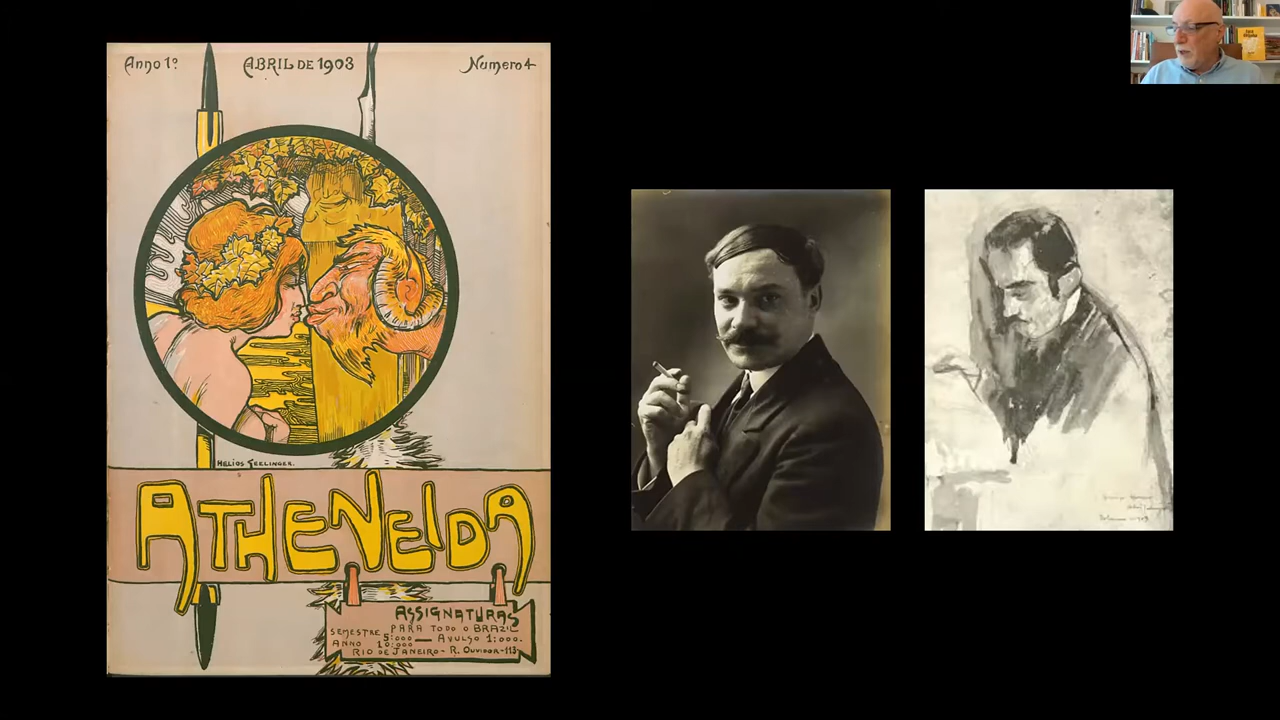 Anno 1º ABRIL DE 1903 Numero 4
HELIOS SEELINGER.
ATHENEIDA
ASSIGNATURAS
PARA TODO O BRAZIL
SEMESTRE 5:000 — AVULSO 1:000.
ANNO 10:000
RIO DE JANEIRO - R. OUVIDOR - 113